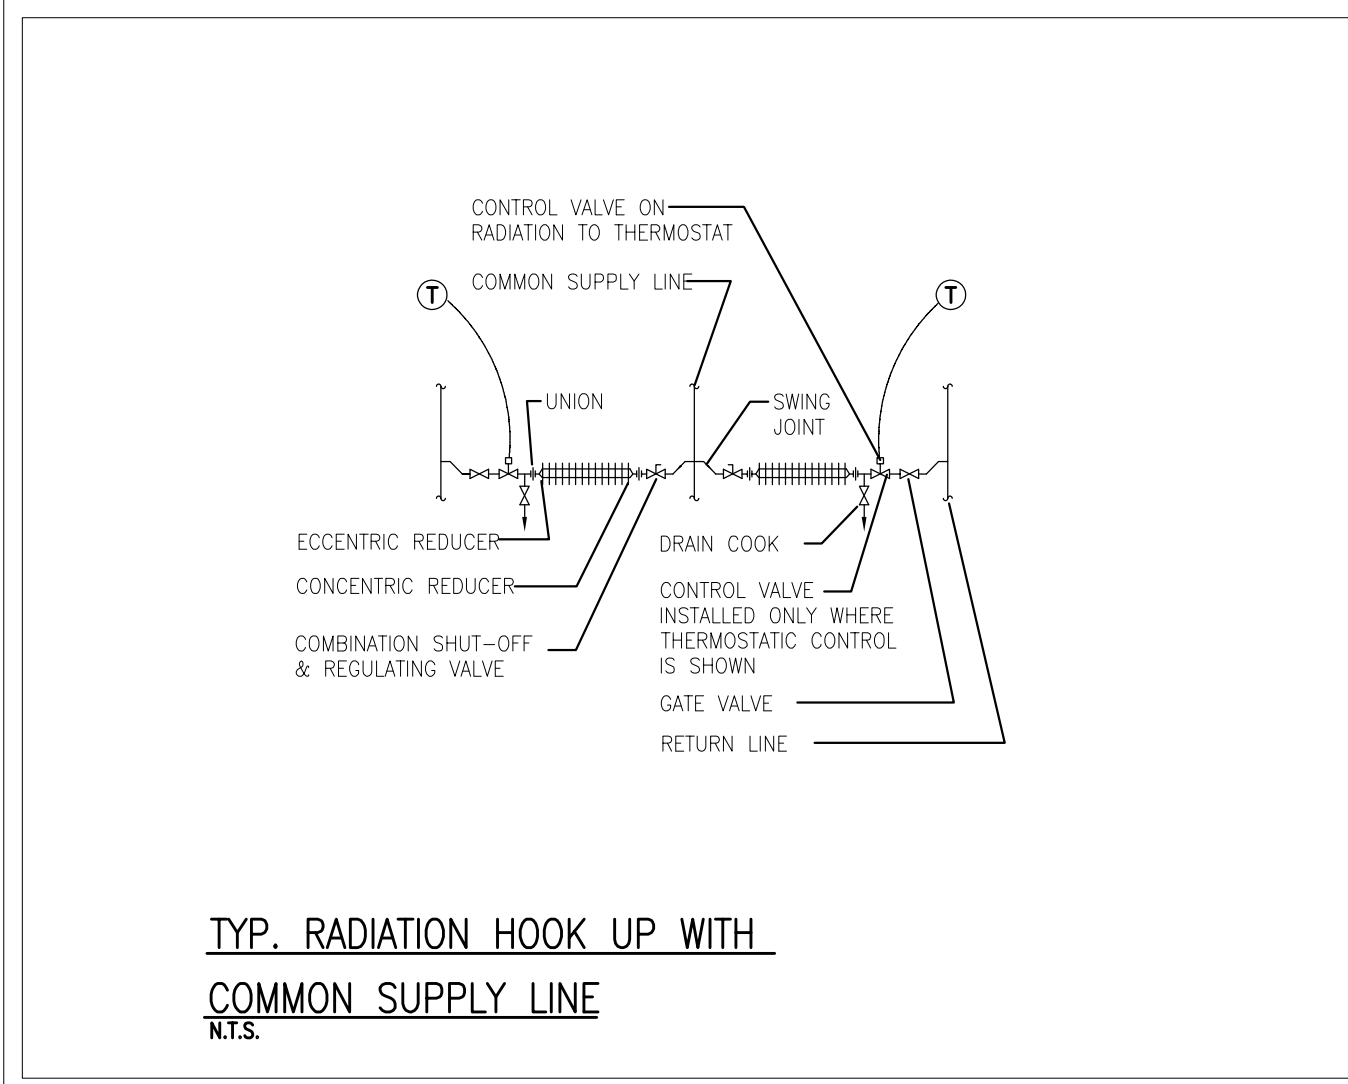 CONTROL VALVE ON
RADIATION TO THERMOSTAT
COMMON SUPPLY LINE
T
T
UNION
SWING
JOINT
ECCENTRIC REDUCER
CONCENTRIC REDUCER
COMBINATION SHUT-OFF
& REGULATING VALVE
DRAIN COOK
CONTROL VALVE
INSTALLED ONLY WHERE
THERMOSTATIC CONTROL
IS SHOWN
GATE VALVE
RETURN LINE
TYP. RADIATION HOOK UP WITH
COMMON SUPPLY LINE
N.T.S.